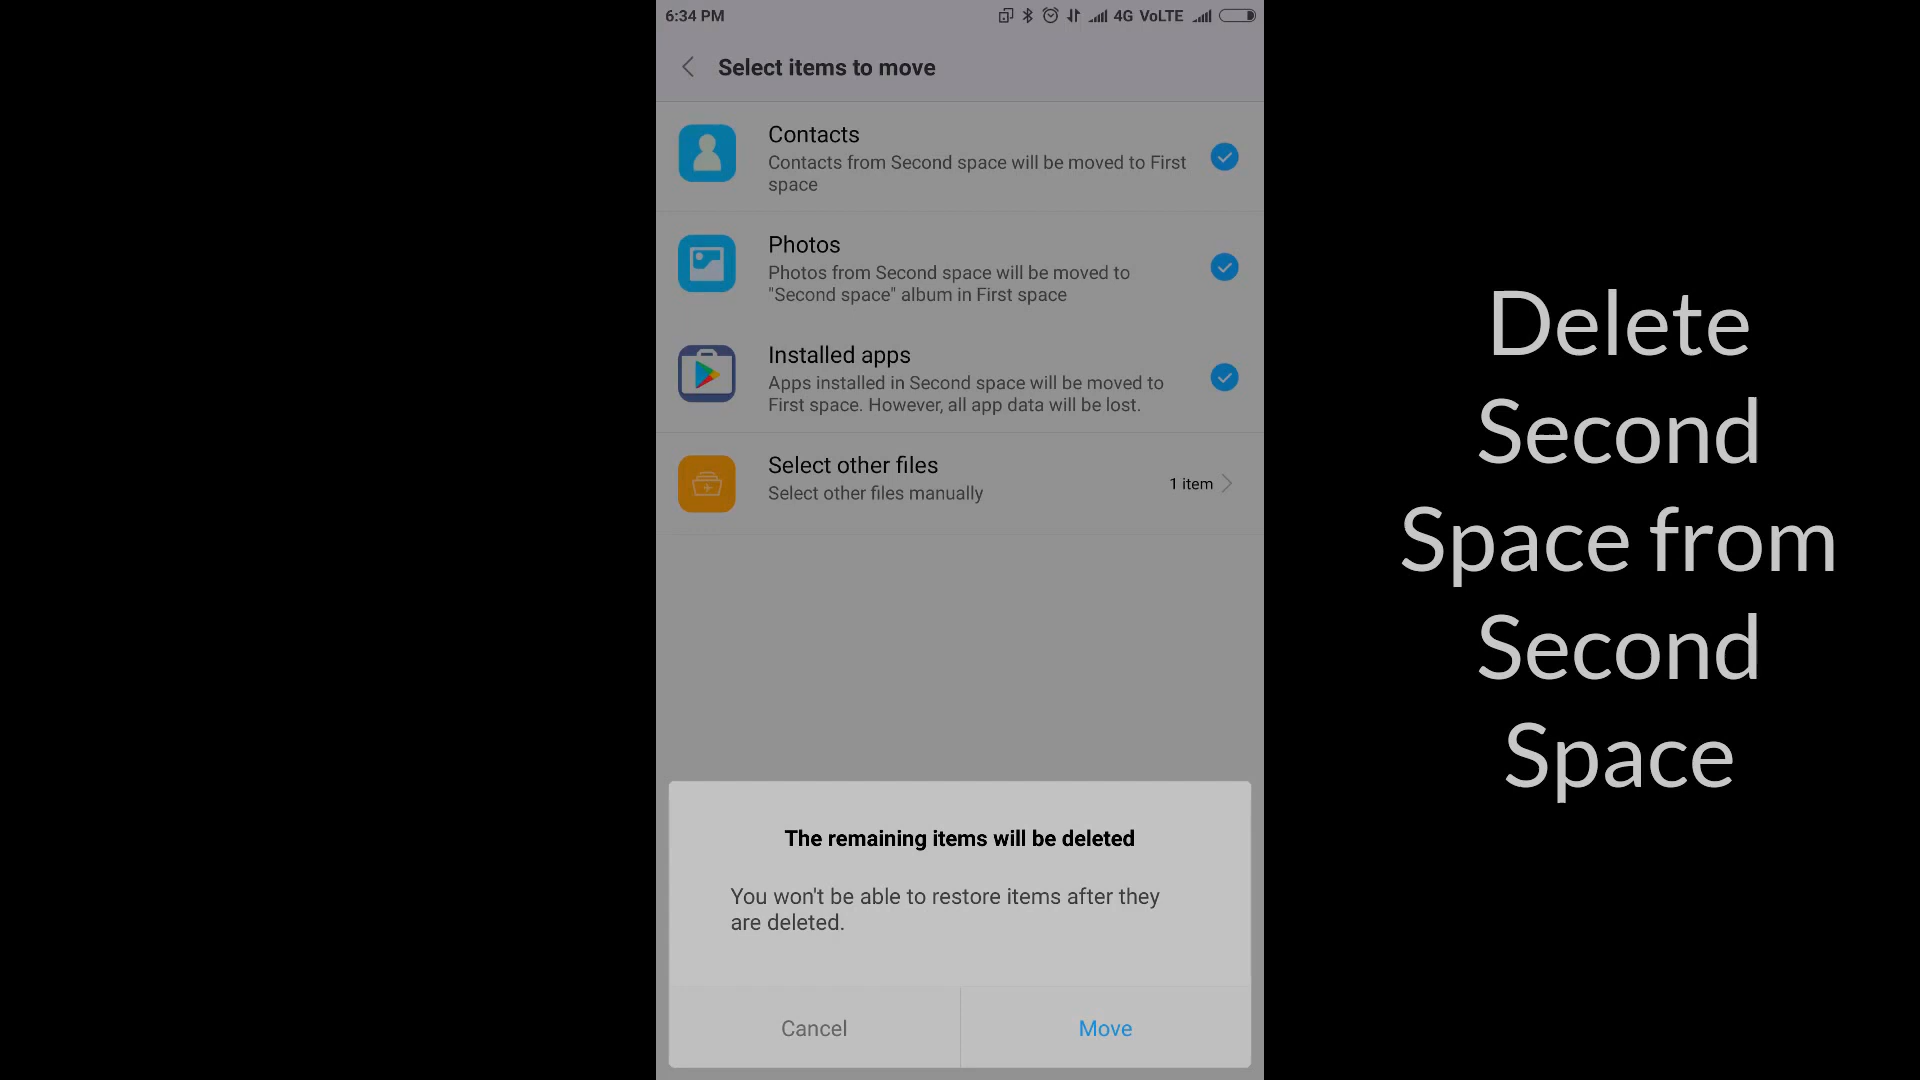 6:34 PM
4G VoLTE
Select items to move
Contacts
Contacts from Second space will be moved to First
space
Photos
Photos from Second space will be moved to
"Second space" album in First space
Installed apps
Apps installed in Second space will be moved to
First space. However, all app data will be lost.
Select other files
Select other files manually
1 item
The remaining items will be deleted
You won't be able to restore items after they
are deleted.
Cancel
Move
Delete
Second
Space from
Second
Space